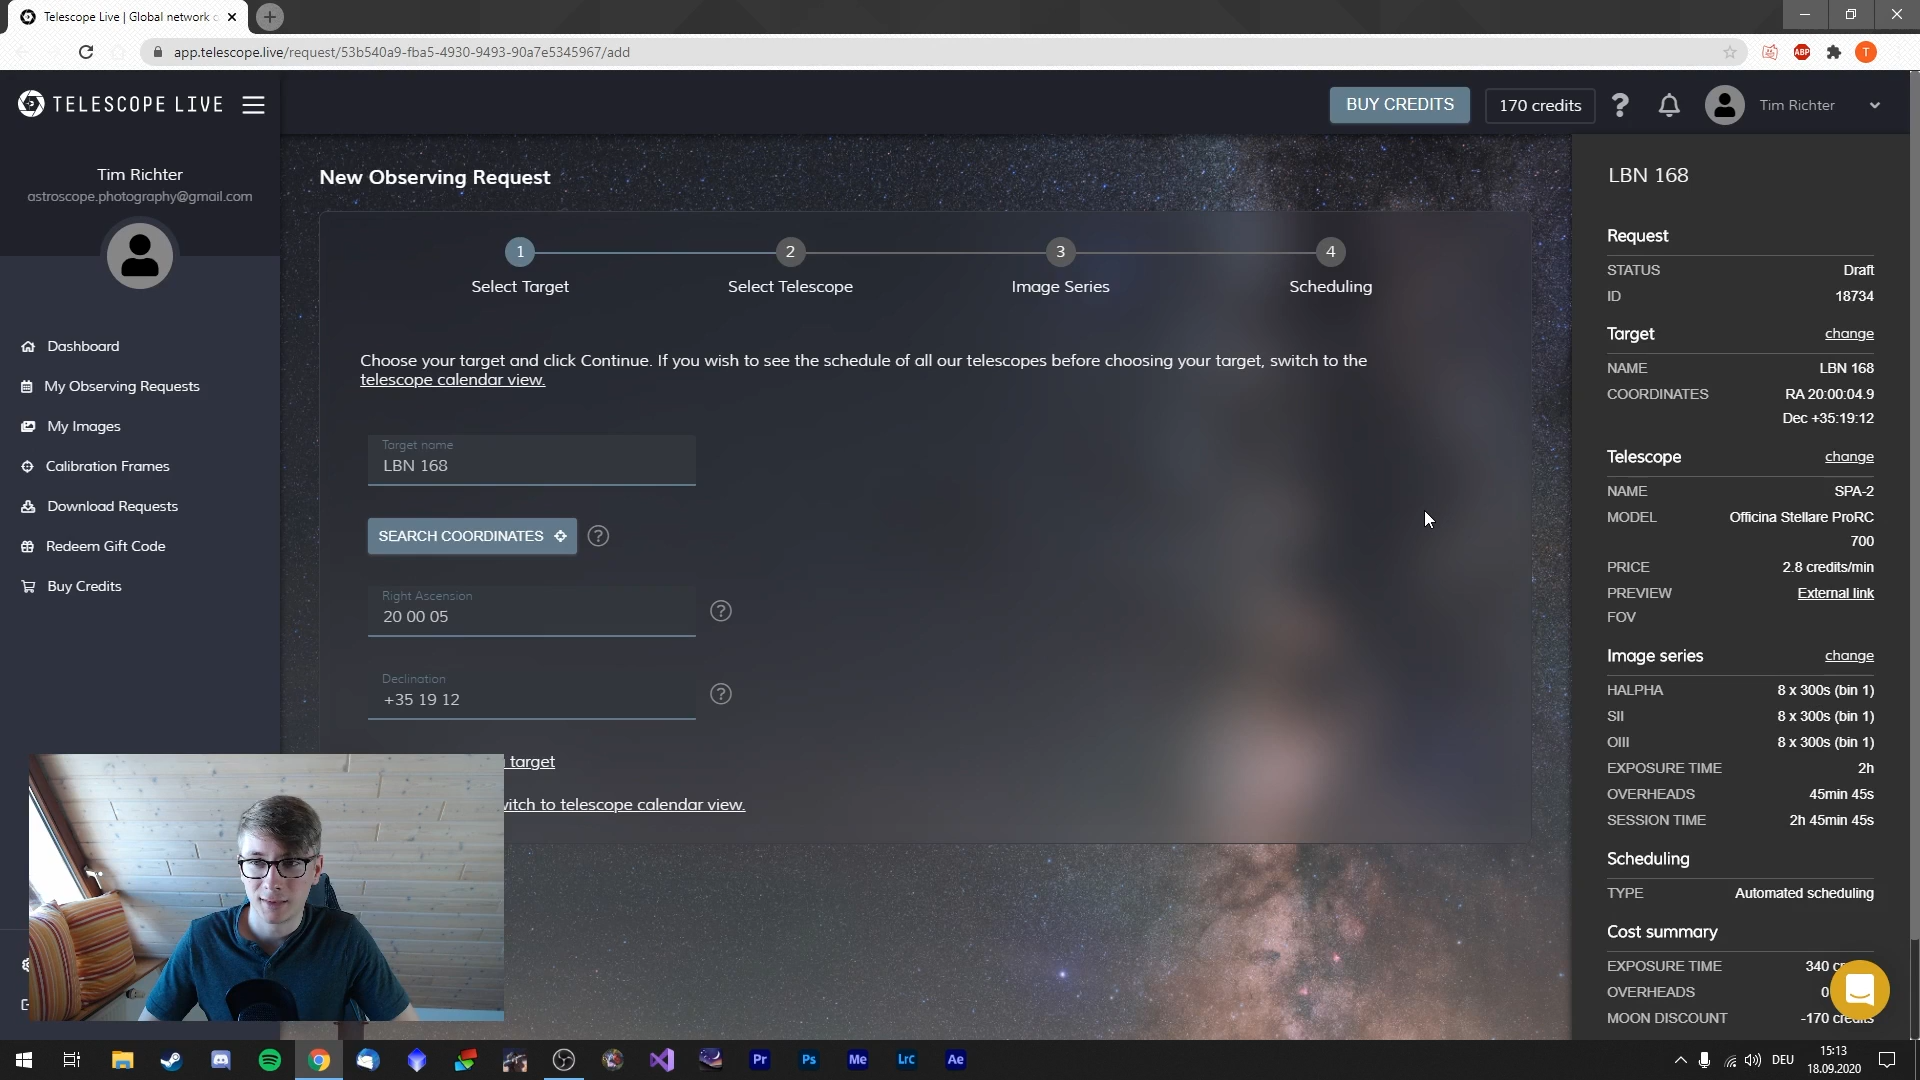 Telescope Live | Global network
app.telescope.live/request/53b540a9-fba5-4930-9493-90a7e5345967/add
ABP
T
TELESCOPE LIVE
BUY CREDITS
170 credits
Tim Richter
Tim Richter
astroscope.photography@gmail.com
Dashboard
My Observing Requests
My Images
Calibration Frames
Download Requests
Redeem Gift Code
Buy Credits
New Observing Request
1
2
3
4
Select Target
Select Telescope
Image Series
Scheduling
Choose your target and click Continue. If you wish to see the schedule of all our telescopes before choosing your target, switch to the
telescope calendar view.
Target name
LBN 168
SEARCH COORDINATES
?
Right Ascension
20 00 05
?
Declination
+35 19 12
?
target
witch to telescope calendar view.
LBN 168
Request
STATUS Draft
ID 18734
Target change
NAME LBN 168
COORDINATES RA 20:00:04.9
Dec +35:19:12
Telescope change
NAME SPA-2
MODEL Officina Stellare ProRC
700
PRICE 2.8 credits/min
PREVIEW External link
FOV
Image series change
HALPHA 8 x 300s (bin 1)
SII 8 x 300s (bin 1)
OIII 8 x 300s (bin 1)
EXPOSURE TIME 2h
OVERHEADS 45min 45s
SESSION TIME 2h 45min 45s
Scheduling
TYPE Automated scheduling
Cost summary
EXPOSURE TIME 340
OVERHEADS 0
MOON DISCOUNT -170 credits
Pr
Ps
Me
Lrc
Ae
DEU
15:13
18.09.2020